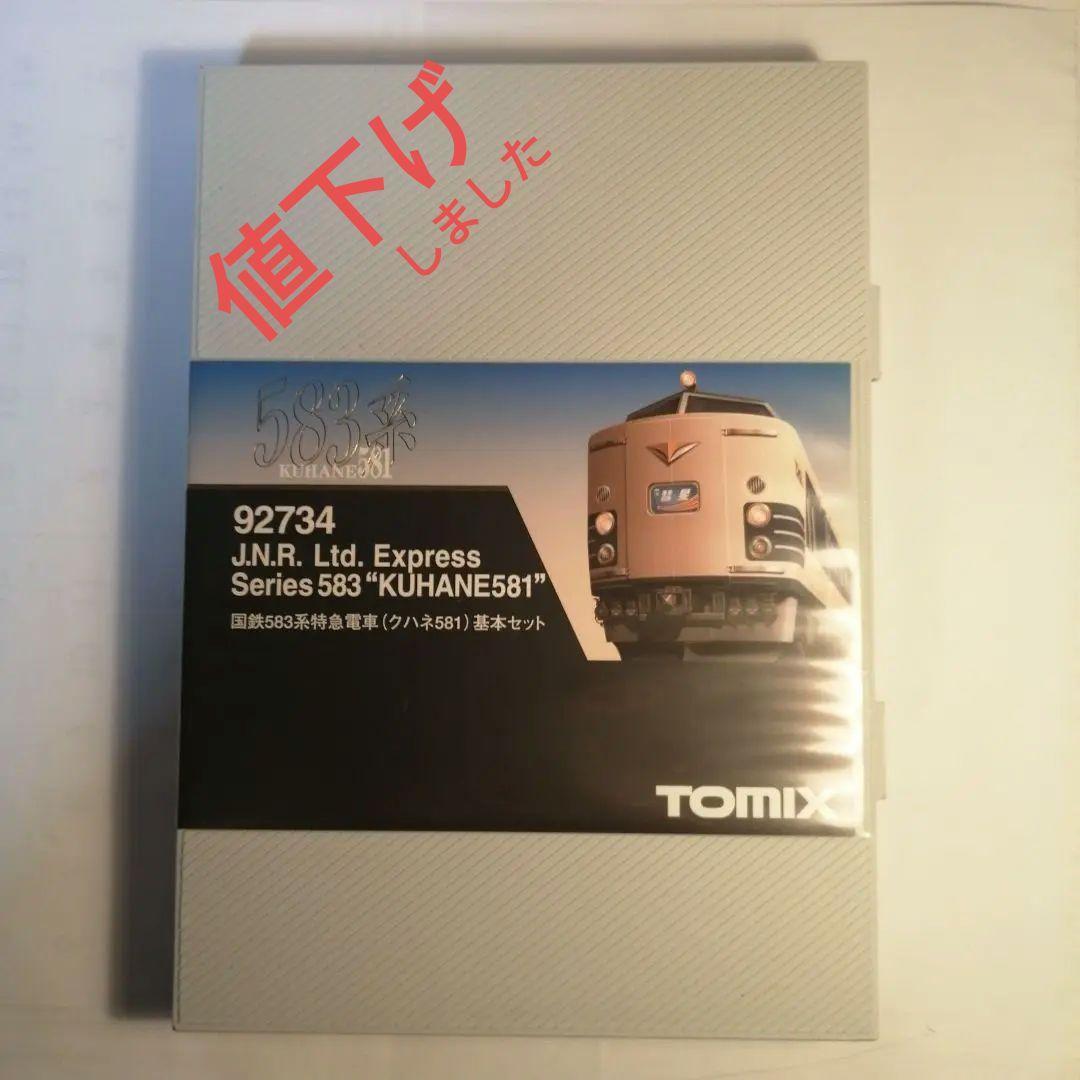 値下げ
しました
583系
KUHANE581
92734
J.N.R. Ltd. Express
Series 583 “KUHANE581”
国鉄583系特急電車（クハネ581）基本セット
TOMIX